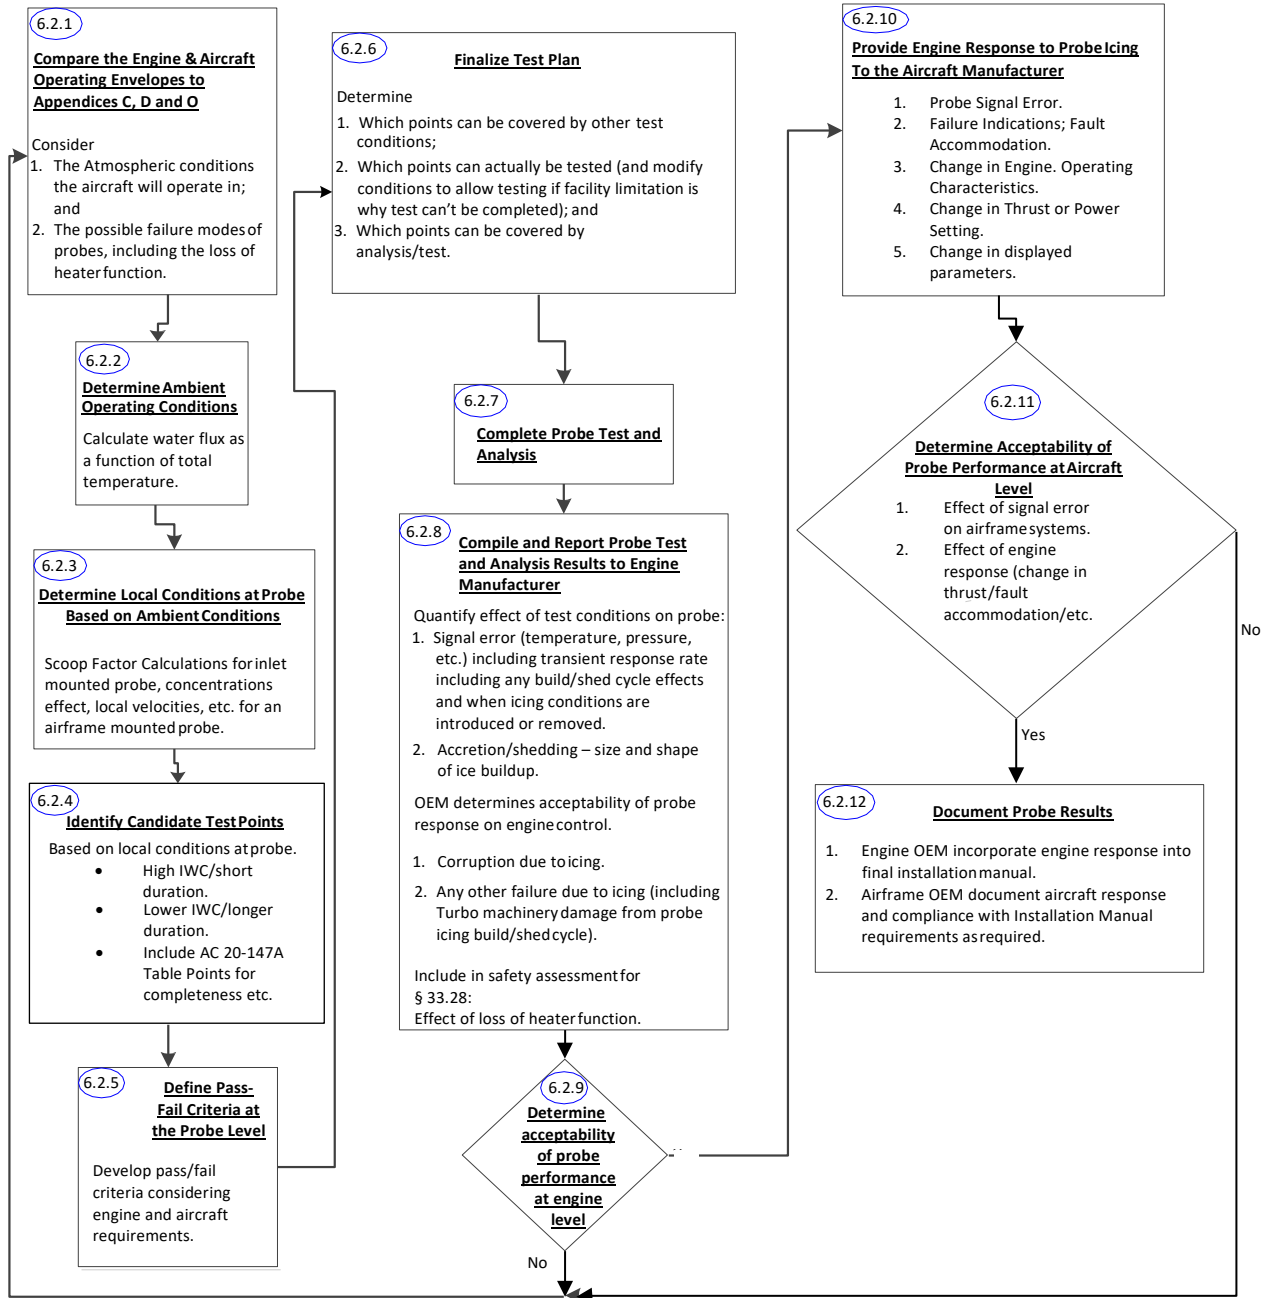 6.2.1
Compare the Engine & Aircraft
Operating Envelopes to
Appendices C, D and O
Consider
1. The Atmospheric conditions
the aircraft will operate in;
and
2. The possible failure modes of
probes, including the loss of
heater function.
6.2.2
Determine Ambient
Operating Conditions
Calculate water flux as
a function of total
temperature.
6.2.3
Determine Local Conditions at Probe
Based on Ambient Conditions
Scoop Factor Calculations for inlet
mounted probe, concentrations
effect, local velocities, etc. for an
airframe mounted probe.
6.2.4
Identify Candidate Test Points
Based on local conditions at probe.
• High IWC/short
duration.
• Lower IWC/longer
duration.
• Include AC 20-147A
Table Points for
completeness etc.
6.2.5
Define Pass-
Fail Criteria at
the Probe Level
Develop pass/fail
criteria considering
engine and aircraft
requirements.
6.2.6
Finalize Test Plan
Determine
1. Which points can be covered by other test
conditions;
2. Which points can actually be tested (and modify
conditions to allow testing if facility limitation is
why test can't be completed); and
3. Which points can be covered by
analysis/test.
6.2.7
Complete Probe Test and
Analysis
6.2.8
Compile and Report Probe Test
and Analysis Results to Engine
Manufacturer
Quantify effect of test conditions on probe:
1. Signal error (temperature, pressure,
etc.) including transient response rate
including any build/shed cycle effects
and when icing conditions are
introduced or removed.
2. Accretion/shedding – size and shape
of ice buildup.
OEM determines acceptability of probe
response on engine control.
1. Corruption due to icing.
2. Any other failure due to icing (including
Turbo machinery damage from probe
icing build/shed cycle).
Include in safety assessment for
§ 33.28:
Effect of loss of heater function.
6.2.9
Determine
acceptability
of probe
performance
at engine
level
No
6.2.10
Provide Engine Response to Probe Icing
To the Aircraft Manufacturer
1. Probe Signal Error.
2. Failure Indications; Fault
Accommodation.
3. Change in Engine. Operating
Characteristics.
4. Change in Thrust or Power
Setting.
5. Change in displayed
parameters.
6.2.11
Determine Acceptability of
Probe Performance at Aircraft
Level
1. Effect of signal error
on airframe systems.
2. Effect of engine
response (change in
thrust/fault
accommodation/etc.
No
Yes
6.2.12
Document Probe Results
1. Engine OEM incorporate engine response into
final installation manual.
2. Airframe OEM document aircraft response
and compliance with Installation Manual
requirements as required.